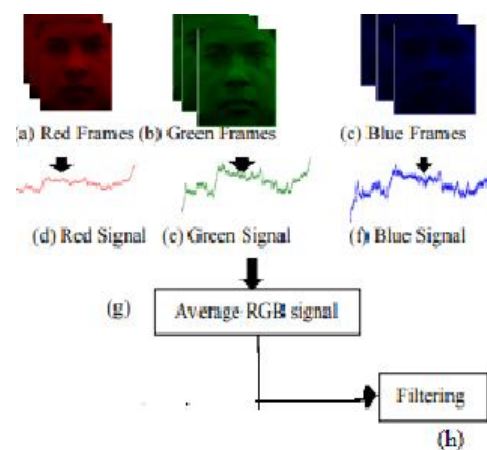 (a) Red Frames (b) Green Frames (c) Blue Frames
(d) Red Signal (e) Green Signal (f) Blue Signal
(g) Average RGB signal
Filtering
(h)